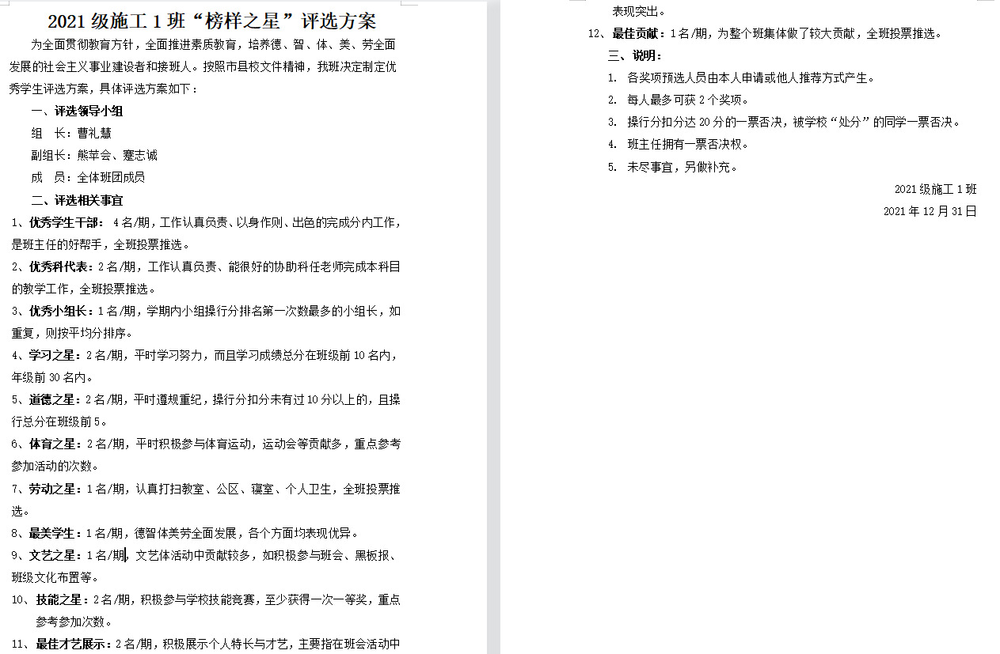 2021级施工1班“榜样之星”评选方案
为全面贯彻教育方针，全面推进素质教育，培养德、智、体、美、劳全面
发展的社会主义事业建设者和接班人。按照市县校文件精神，我班决定制定优
秀学生评选方案，具体评选方案如下：
一、评选领导小组
组　长：曹礼慧
副组长：熊苹会、蹇志诚
成　员：全体班团成员
二、评选相关事宜
1、优秀学生干部： 4名/期，工作认真负责、以身作则、出色的完成分内工作，
是班主任的好帮手，全班投票推选。
2、优秀科代表：2名/期，工作认真负责、能很好的协助科任老师完成本科目
的教学工作，全班投票推选。
3、优秀小组长：1名/期，学期内小组操行分排名第一次数最多的小组长，如
重复，则按平均分排序。
4、学习之星：2名/期，平时学习努力，而且学习成绩总分在班级前10名内，
年级前30名内。
5、道德之星：2名/期，平时遵规重纪，操行分扣分未有过10分以上的，且操
行总分在班级前5。
6、体育之星：2名/期，平时积极参与体育运动，运动会等贡献多，重点参考
参加活动的次数。
7、劳动之星：1名/期，认真打扫教室、公区、寝室、个人卫生，全班投票推
选。
8、最美学生：1名/期，德智体美劳全面发展，各个方面均表现优异。
9、文艺之星：1名/期，文艺体活动中贡献较多，如积极参与班会、黑板报、
班级文化布置等。
10、技能之星：2名/期，积极参与学校技能竞赛，至少获得一次一等奖，重点
参考参加次数。
11、最佳才艺展示：2名/期，积极展示个人特长与才艺，主要指在班会活动中
表现突出。
12、最佳贡献：1名/期，为整个班集体做了较大贡献，全班投票推选。
三、说明：
1. 各奖项预选人员由本人申请或他人推荐方式产生。
2. 每人最多可获2个奖项。
3. 操行分扣分达20分的一票否决，被学校“处分”的同学一票否决。
4. 班主任拥有一票否决权。
5. 未尽事宜，另做补充。
2021级施工1班
2021年12月31日